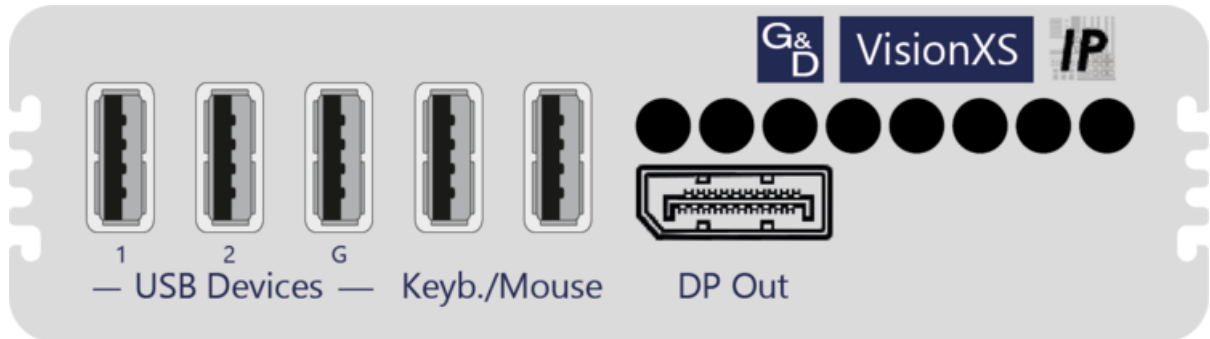 G&D VisionXS IP
1 2 G
— USB Devices — Keyb./Mouse DP Out